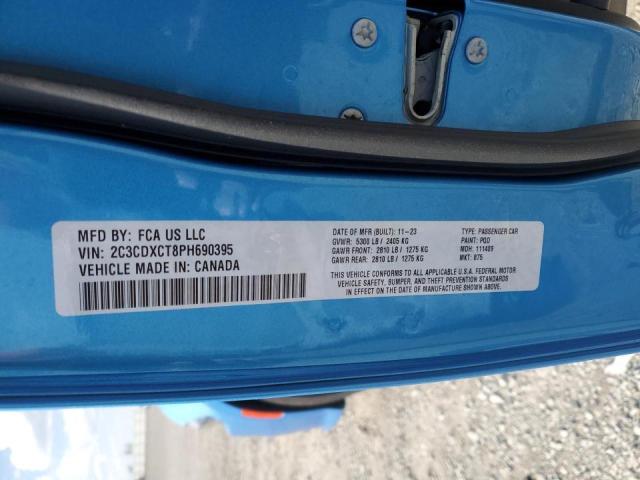 MFD BY: FCA US LLC
VIN: 2C3CDXCT8PH690395
VEHICLE MADE IN: CANADA
DATE OF MFR (BUILT): 11-23
GVWR: 5300 LB / 2405 KG
GAWR FRONT: 2810 LB / 1275 KG
GAWR REAR: 2810 LB / 1275 KG
TYPE: PASSENGER CAR
PAINT: PQD
MDH: 111409
MKT: 875
THIS VEHICLE CONFORMS TO ALL APPLICABLE U.S.A. FEDERAL MOTOR
VEHICLE SAFETY, BUMPER, AND THEFT PREVENTION STANDARDS
IN EFFECT ON THE DATE OF MANUFACTURE SHOWN ABOVE.